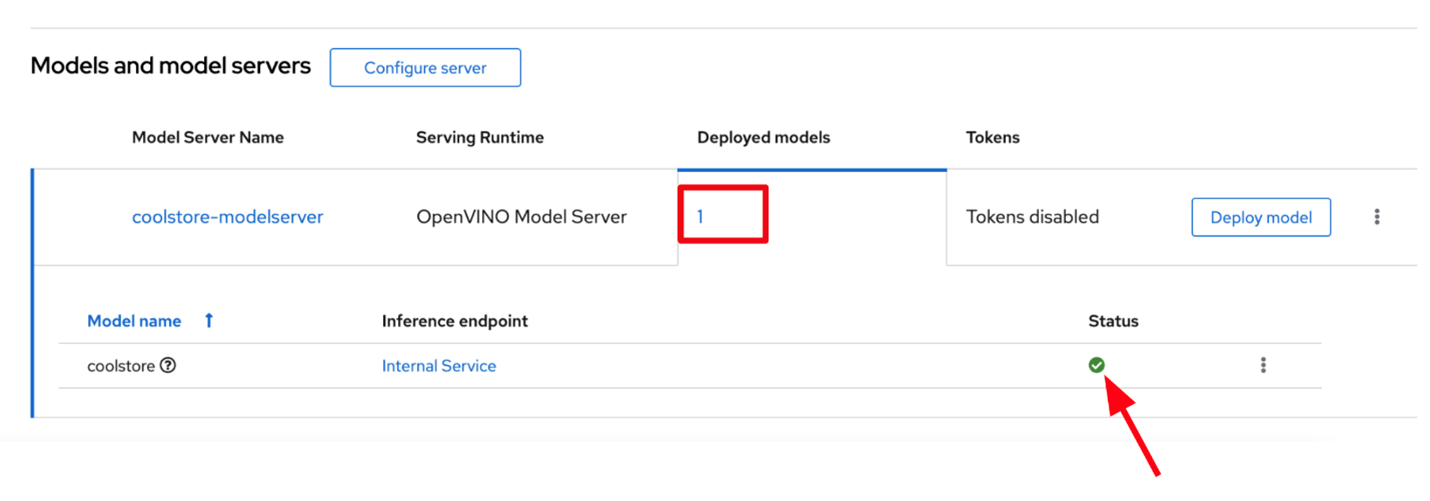 Models and model servers Configure server
Model Server Name Serving Runtime Deployed models Tokens
coolstore-modelserver OpenVINO Model Server 1 Tokens disabled Deploy model
Model name Inference endpoint Status
coolstore Internal Service